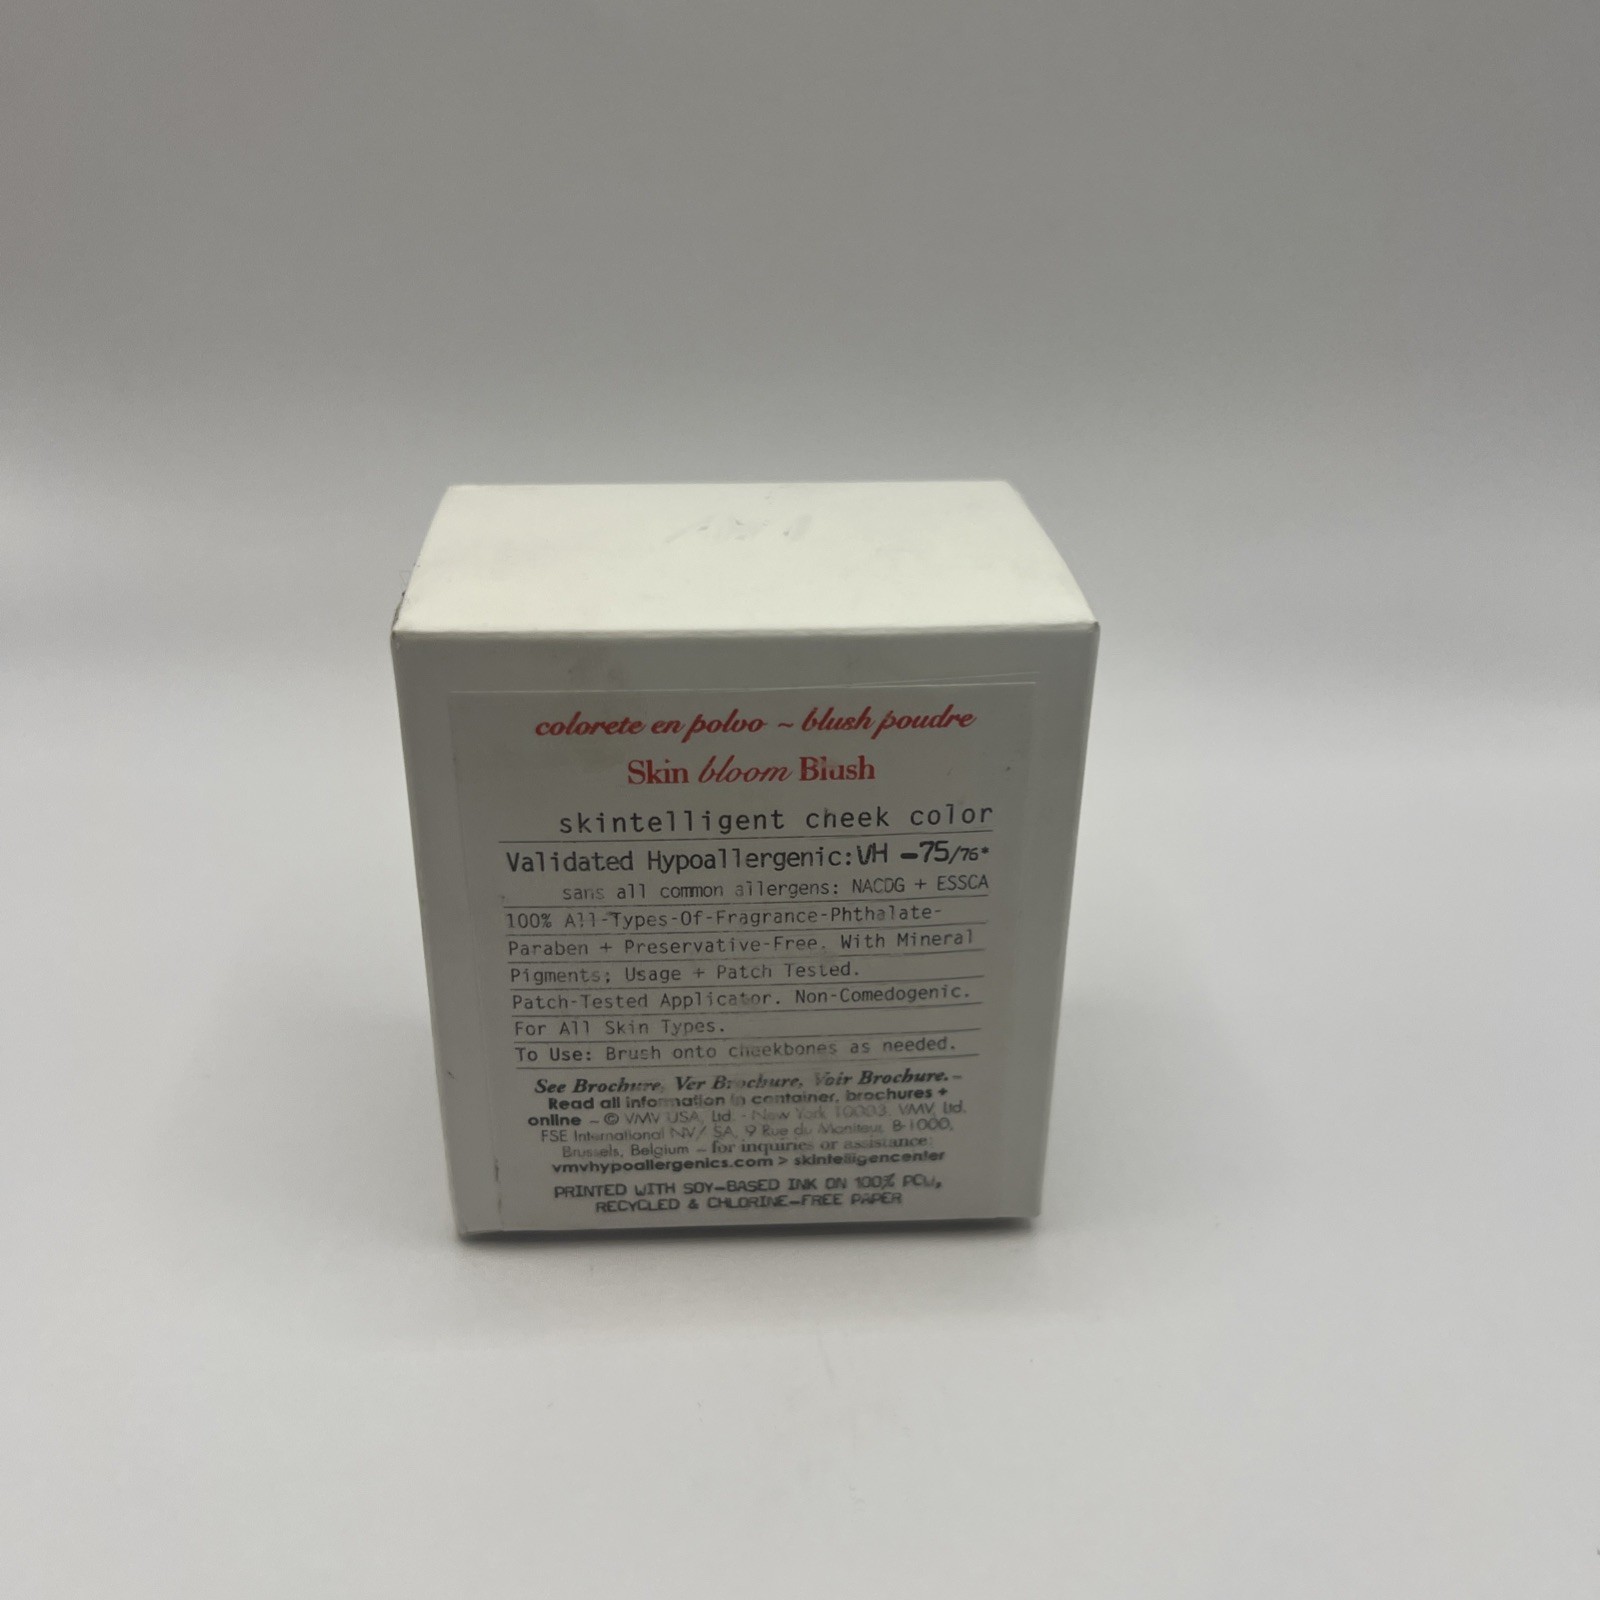 colorete en polvo ~ blush poudre
Skin bloom Blush
skintelligent cheek color
Validated Hypoallergenic:VH -75/76*
sans all common allergens: NACDG + ESSCA
100% All-Types-Of-Fragrance-Phthalate-
Paraben + Preservative-Free. With Mineral
Pigments; Usage + Patch Tested.
Patch-Tested Applicator. Non-Comedogenic.
For All Skin Types.
To Use: Brush onto cheekbones as needed.
See Brochure, Ver Brochure, Voir Brochure.~
Read all information in container, brochures +
online ~ © VMV USA, Ltd. - New York 10003. VMV, Ltd.
FSE International NV/ SA, 9 Rue du Moniteur, B-1000,
Brussels, Belgium ~ for inquiries or assistance:
vmvhypoallergenics.com > skintelligencenter
PRINTED WITH SOY-BASED INK ON 100% PCW,
RECYCLED & CHLORINE-FREE PAPER